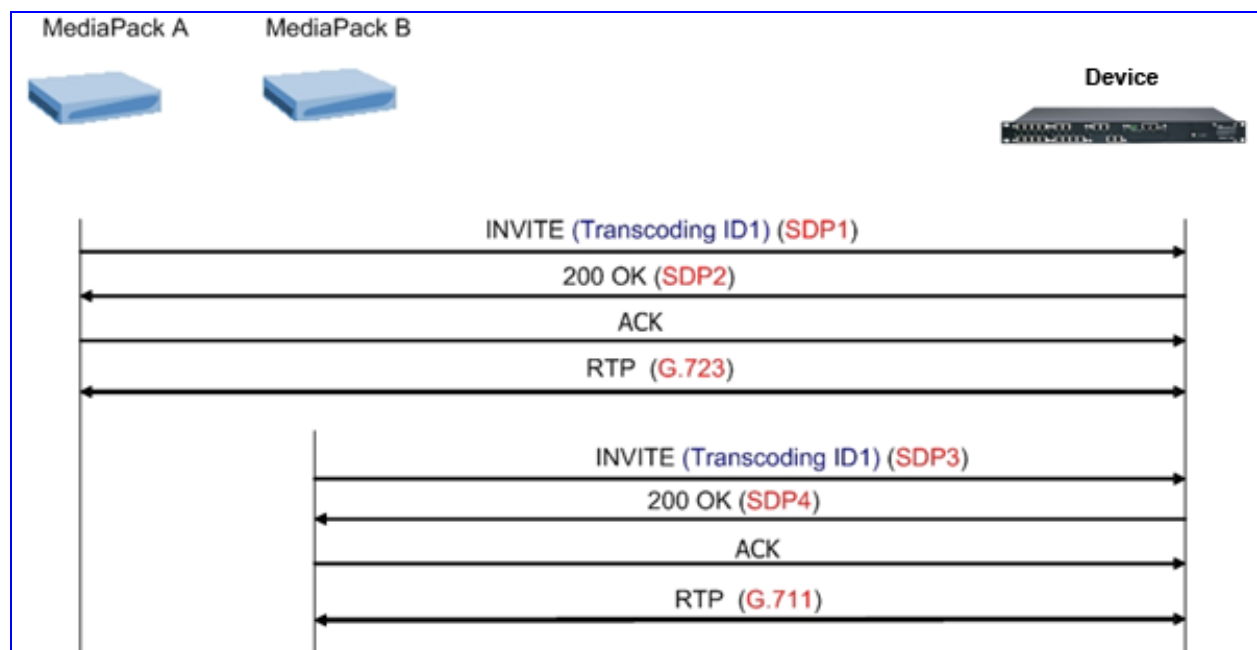 MediaPack A
MediaPack B
Device
INVITE (Transcoding ID1) (SDP1)
200 OK (SDP2)
ACK
RTP (G.723)
INVITE (Transcoding ID1) (SDP3)
200 OK (SDP4)
ACK
RTP (G.711)